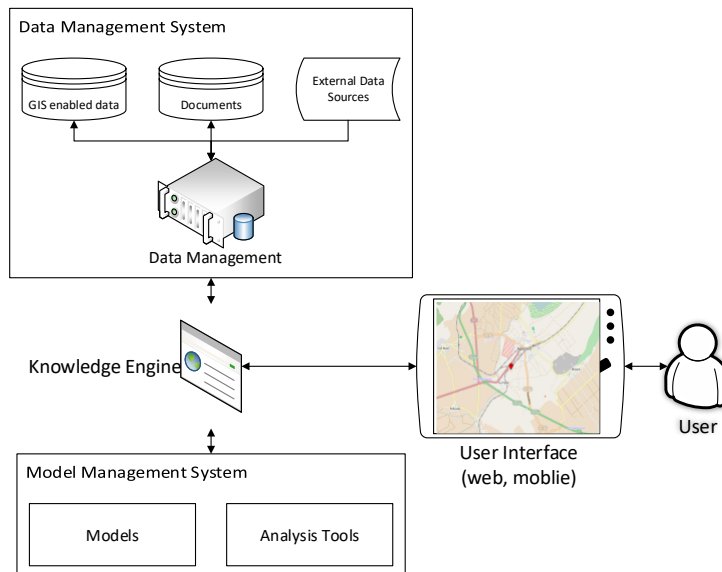 Data Management System
GIS enabled data
Documents
External Data
Sources
Data Management
Knowledge Engine
User Interface
(web, moblie)
User
Model Management System
Models
Analysis Tools